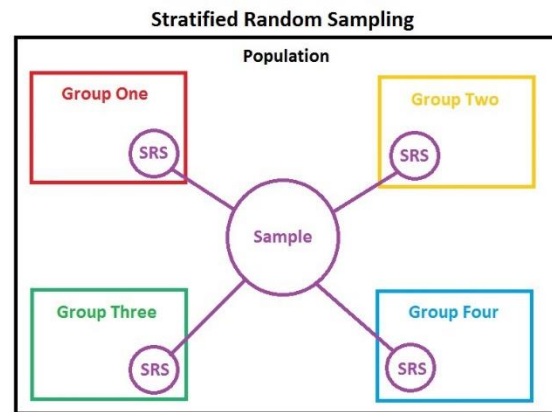 Stratified Random Sampling
Population
Group One
SRS
Group Two
SRS
Sample
Group Three
SRS
Group Four
SRS